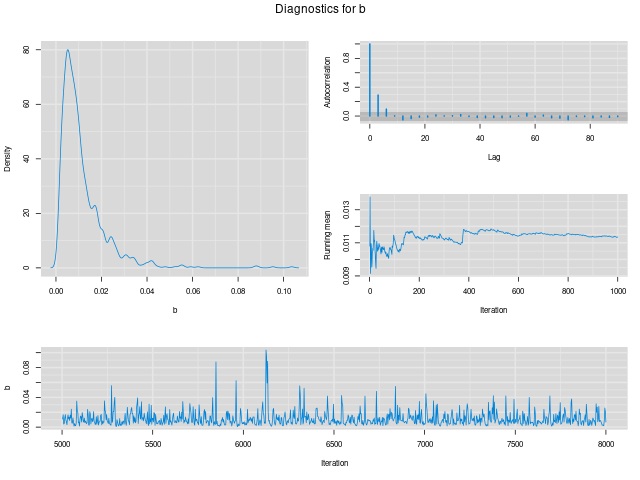 Diagnostics for b
Density
0 20 40 60 80
0.00 0.02 0.04 0.06 0.08 0.10
b
Autocorrelation
0.0 0.4 0.8
0 20 40 60 80
Lag
Running mean
0.009 0.011 0.013
0 200 400 600 800 1000
Iteration
b
0.00 0.04 0.08
5000 5500 6000 6500 7000 7500 8000
Iteration